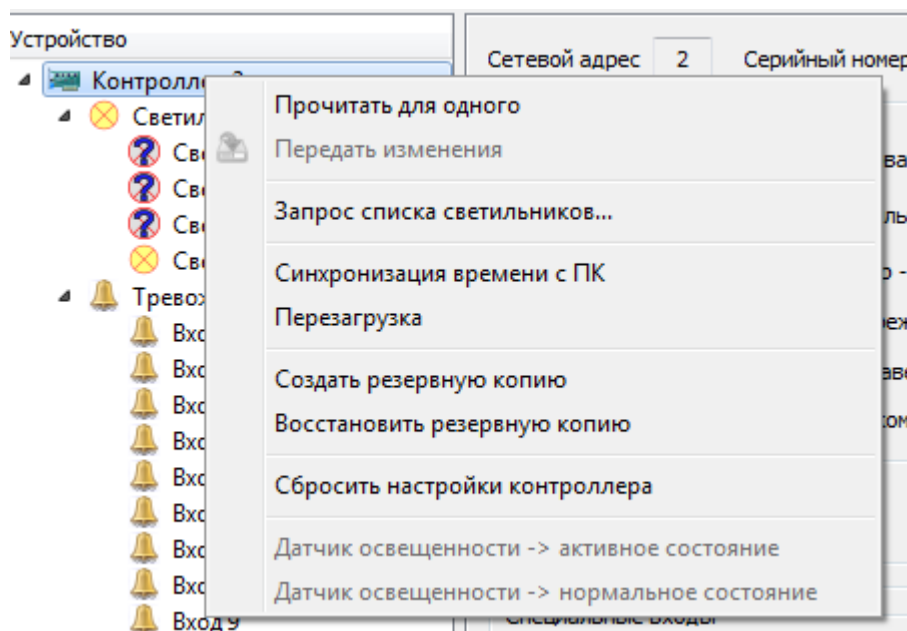 Устройство
Сетевой адрес 2 Серийный номер
Прочитать для одного
Передать изменения
Запрос списка светильников...
Синхронизация времени с ПК
Перезагрузка
Создать резервную копию
Восстановить резервную копию
Сбросить настройки контроллера
Датчик освещенности -> активное состояние
Датчик освещенности -> нормальное состояние
Вход 9